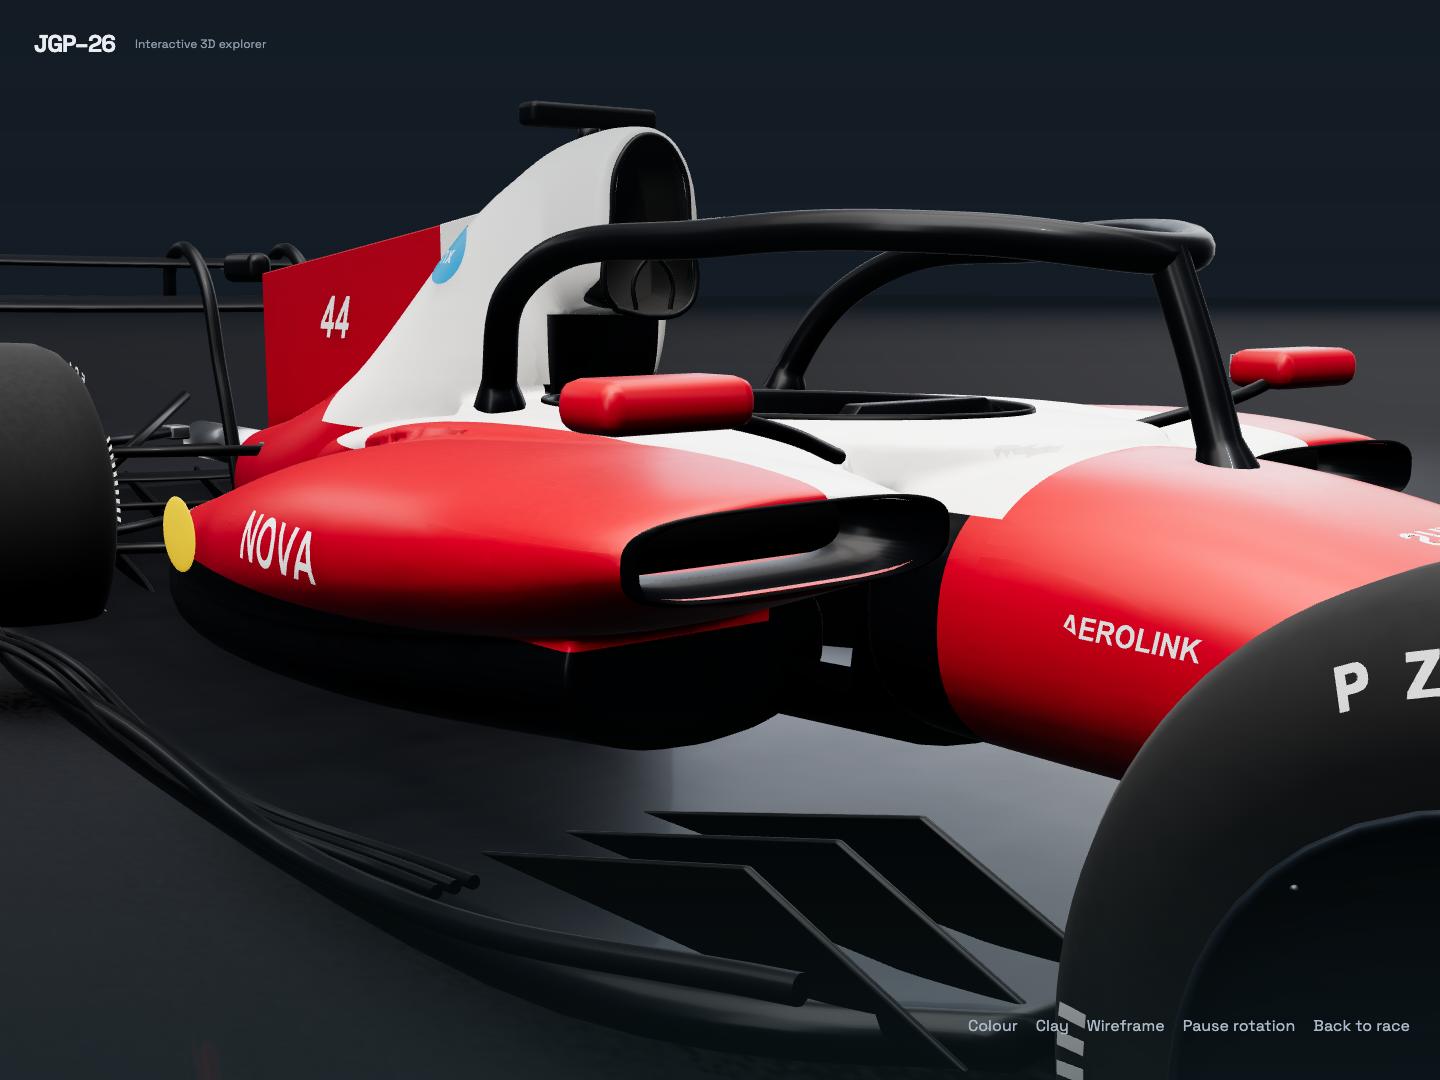 JGP–26 Interactive 3D explorer
44
NOVA
AEROLINK
P Z
Colour Clay Wireframe Pause rotation Back to race